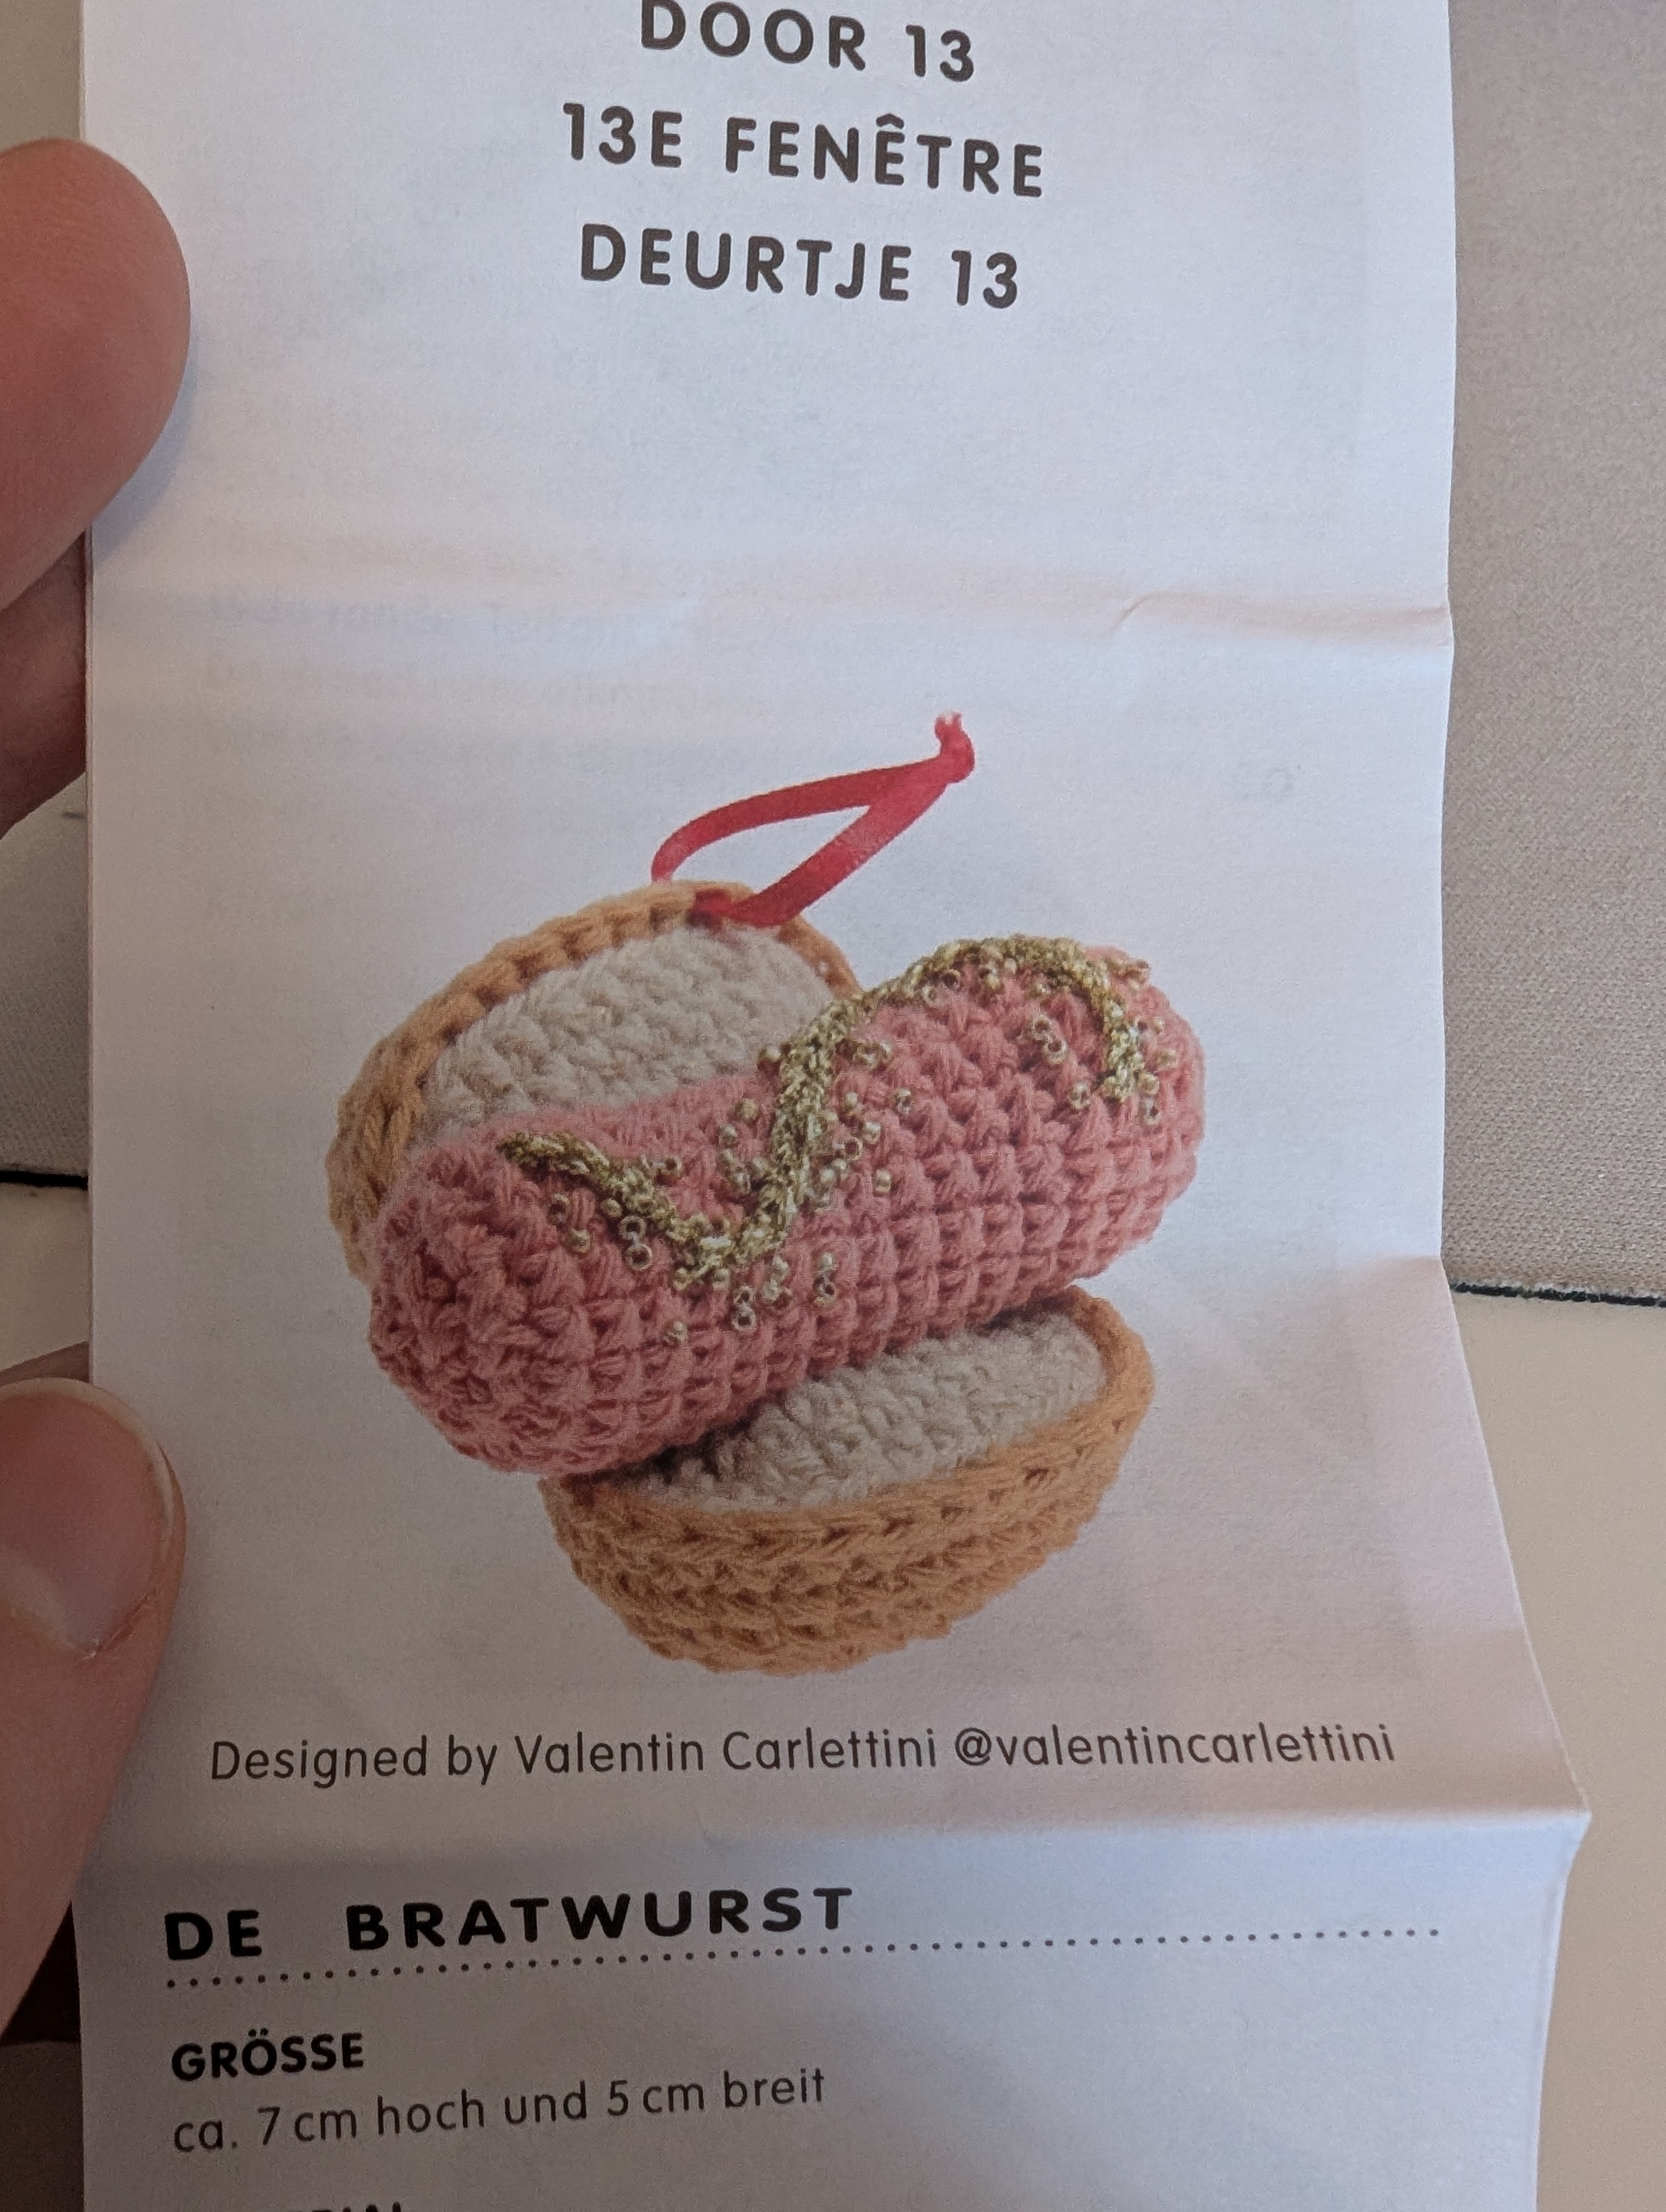 DOOR 13
13E FENÊTRE
DEURTJE 13
Designed by Valentin Carlettini @valentincarlettini
DE BRATWURST
GRÖSSE
ca. 7 cm hoch und 5 cm breit